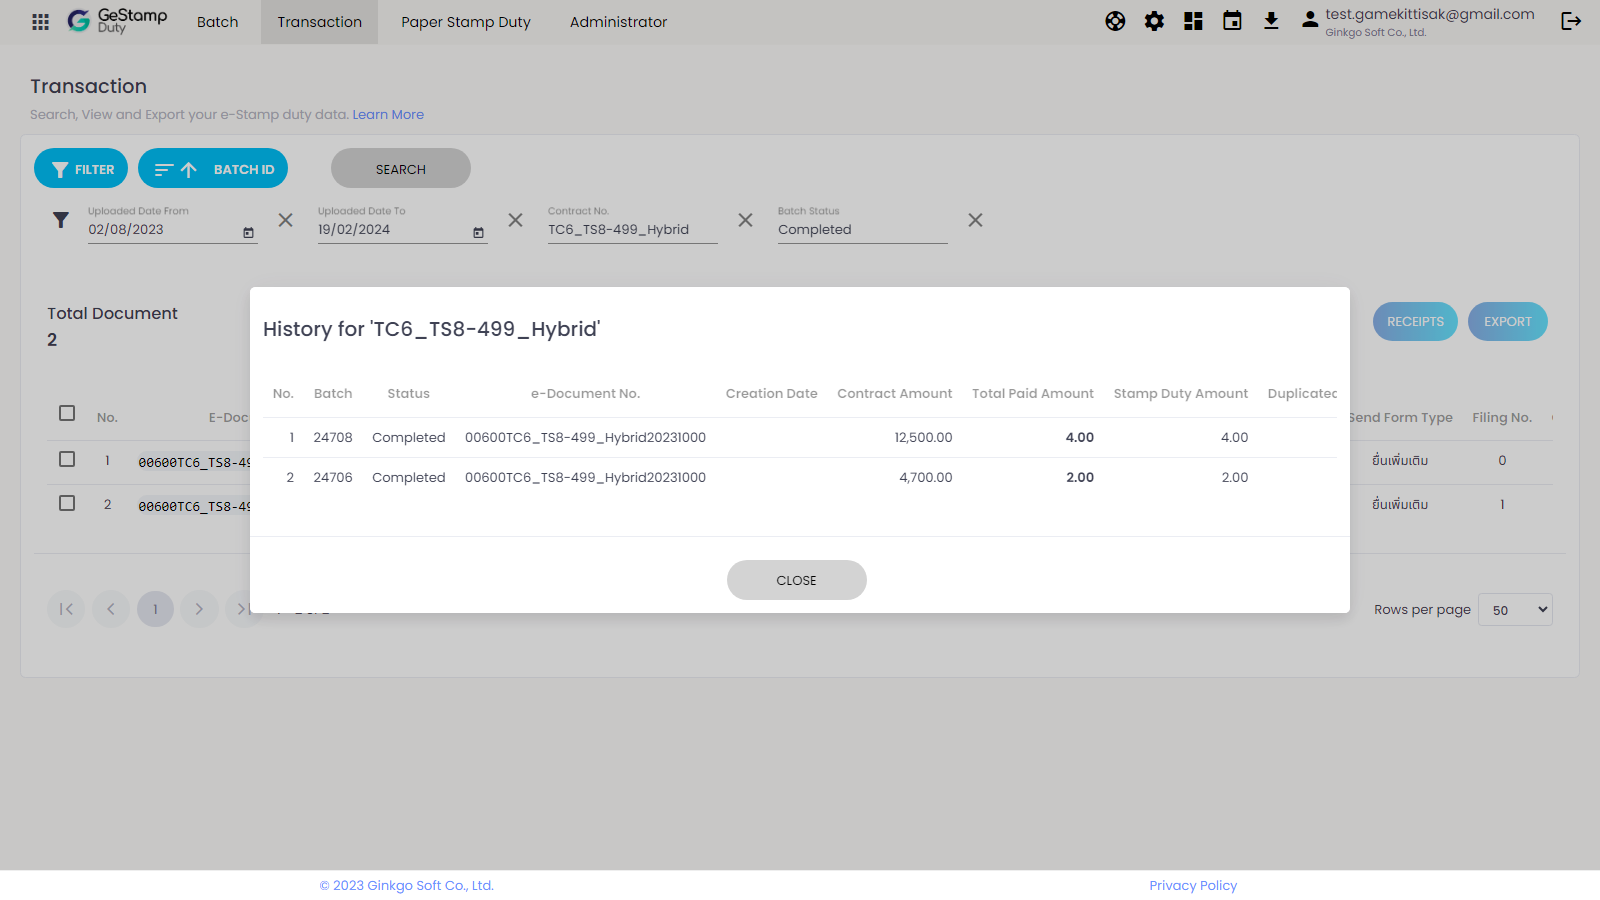 GeStamp
Duty
Batch
Transaction
Paper Stamp Duty
Administrator
test.gamekittisak@gmail.com
Ginkgo Soft Co., Ltd.
Transaction
Search, View and Export your e-Stamp duty data. Learn More
FILTER
BATCH ID
SEARCH
Uploaded Date From
02/08/2023
Uploaded Date To
19/02/2024
Contract No.
TC6_TS8-499_Hybrid
Batch Status
Completed
Total Document
2
RECEIPTS
EXPORT
History for 'TC6_TS8-499_Hybrid'
No. Batch Status e-Document No. Creation Date Contract Amount Total Paid Amount Stamp Duty Amount Duplicated
1 24708 Completed 00600TC6_TS8-499_Hybrid20231000 12,500.00 4.00 4.00
2 24706 Completed 00600TC6_TS8-499_Hybrid20231000 4,700.00 2.00 2.00
CLOSE
No. E-Doc Send Form Type Filing No.
1 00600TC6_TS8-49 ยื่นเพิ่มเติม 0
2 00600TC6_TS8-49 ยื่นเพิ่มเติม 1
1
Rows per page 50
© 2023 Ginkgo Soft Co., Ltd.
Privacy Policy